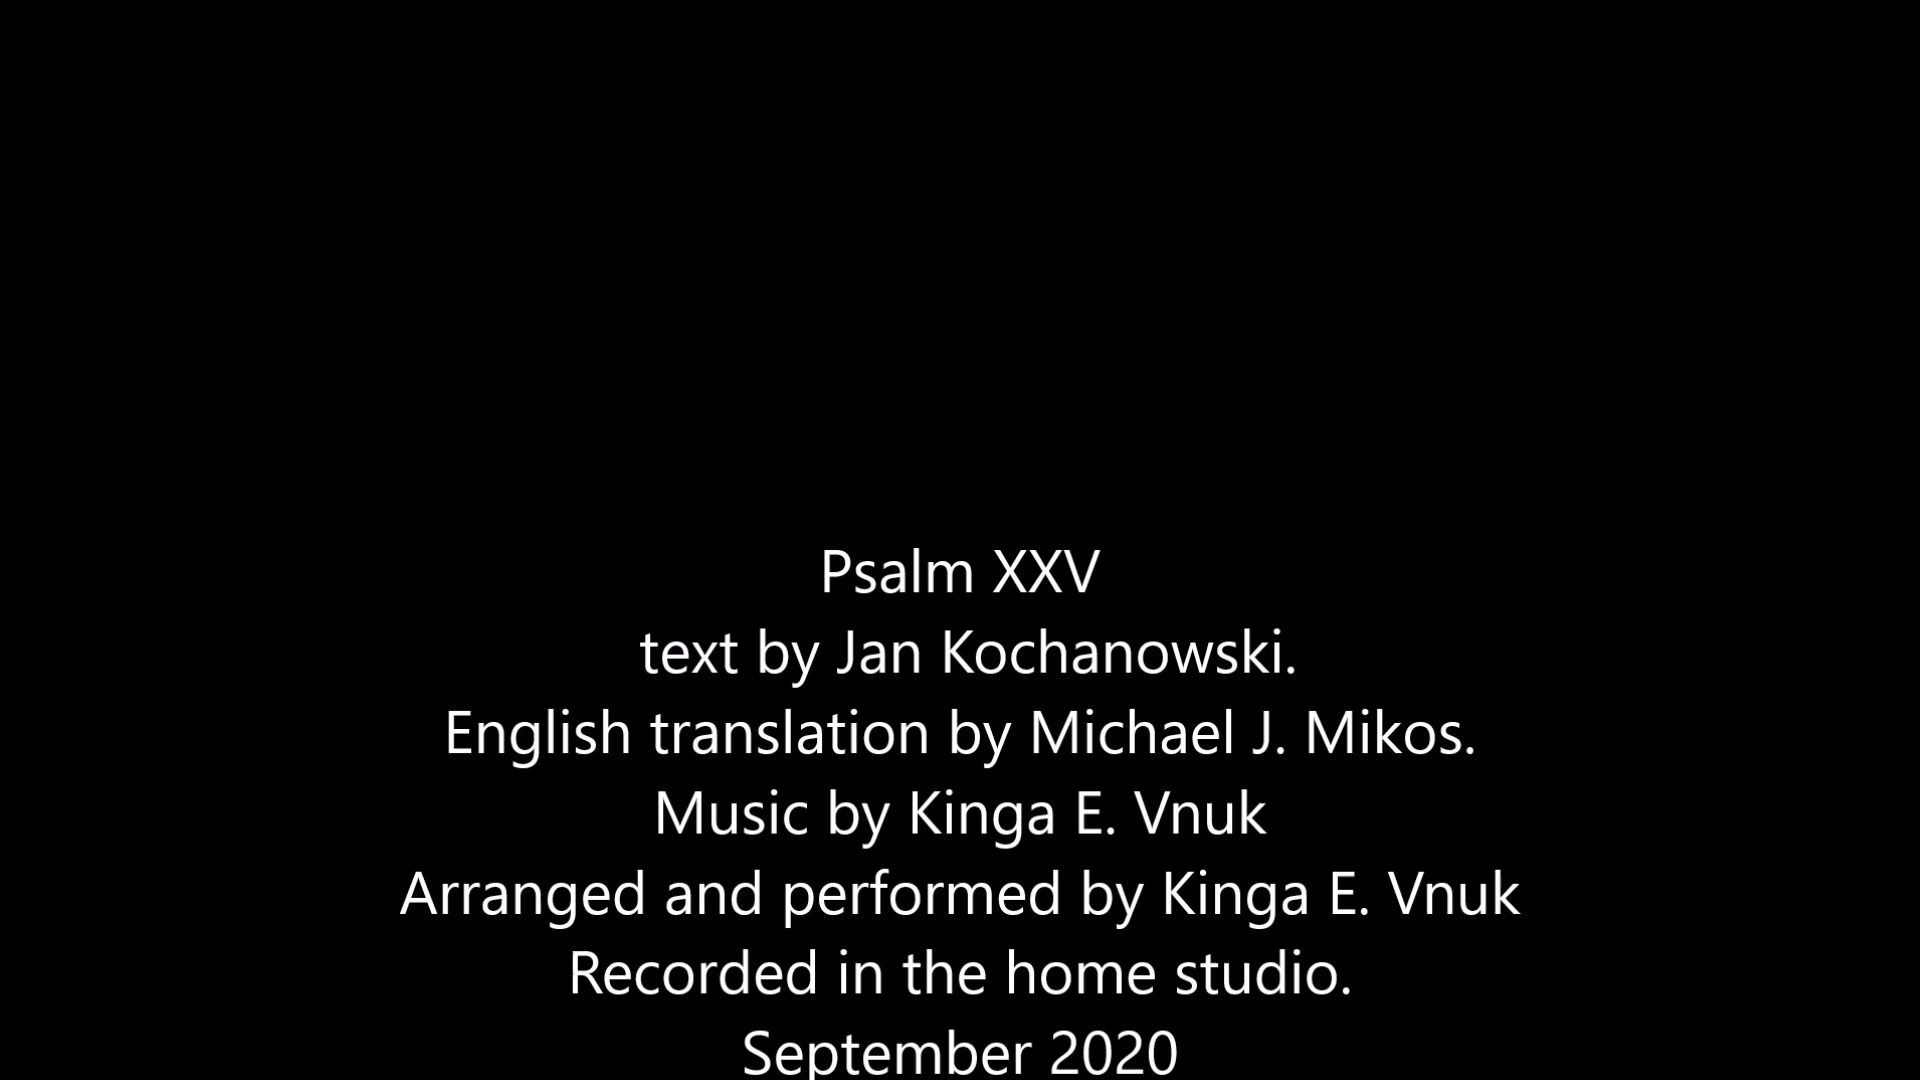 Psalm XXV
text by Jan Kochanowski.
English translation by Michael J. Mikos.
Music by Kinga E. Vnuk
Arranged and performed by Kinga E. Vnuk
Recorded in the home studio.
September 2020